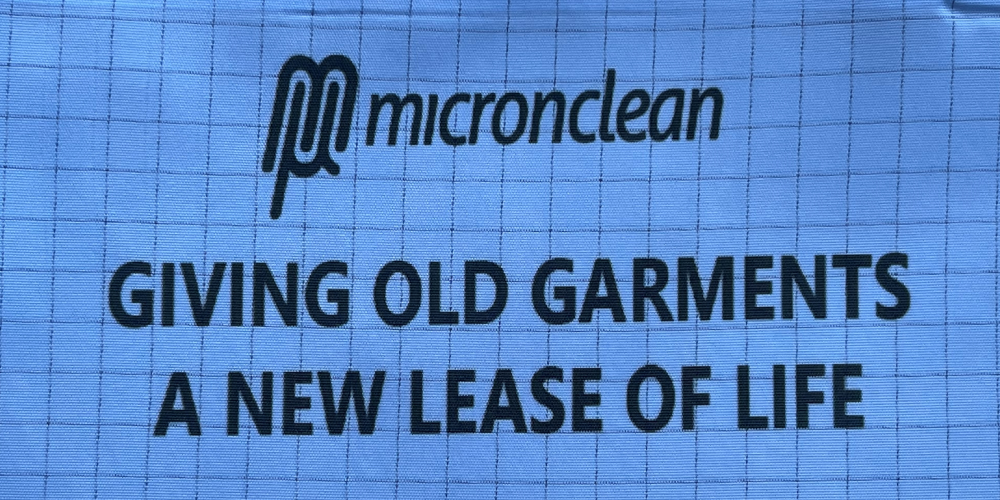 micronclean
GIVING OLD GARMENTS
A NEW LEASE OF LIFE